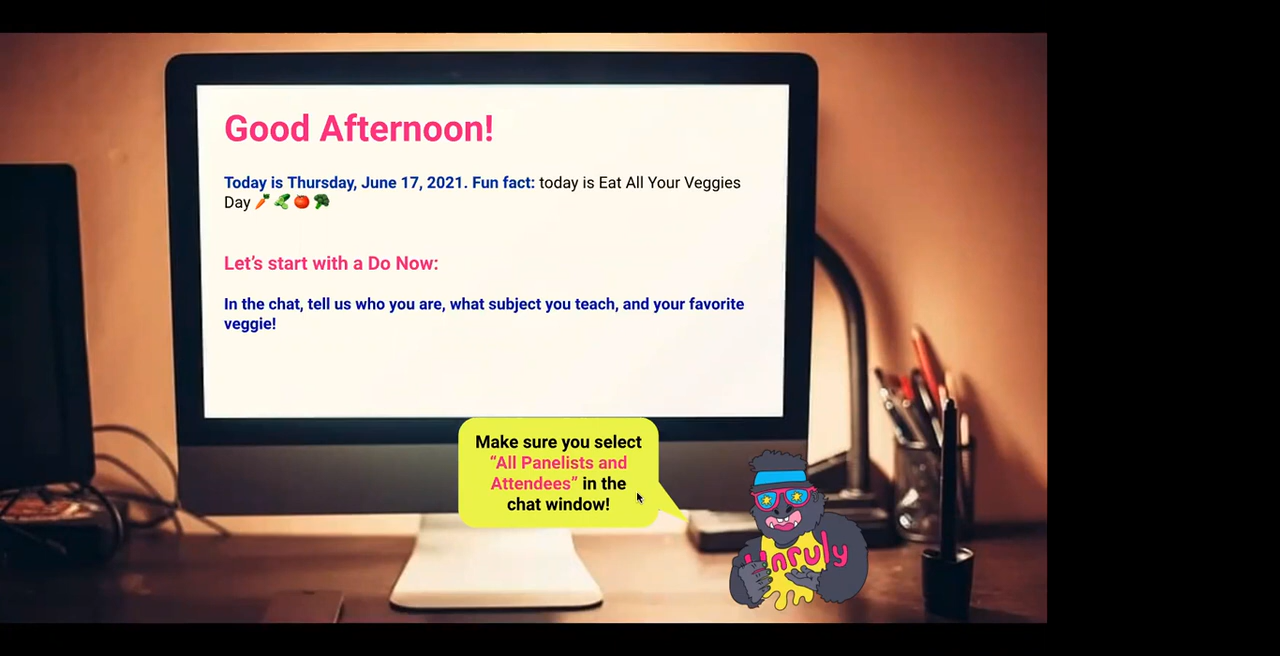 Good Afternoon!
Today is Thursday, June 17, 2021. Fun fact: today is Eat All Your Veggies
Day 🥕🥒🍅🥦
Let’s start with a Do Now:
In the chat, tell us who you are, what subject you teach, and your favorite
veggie!
Make sure you select
“All Panelists and
Attendees” in the
chat window!
Unruly